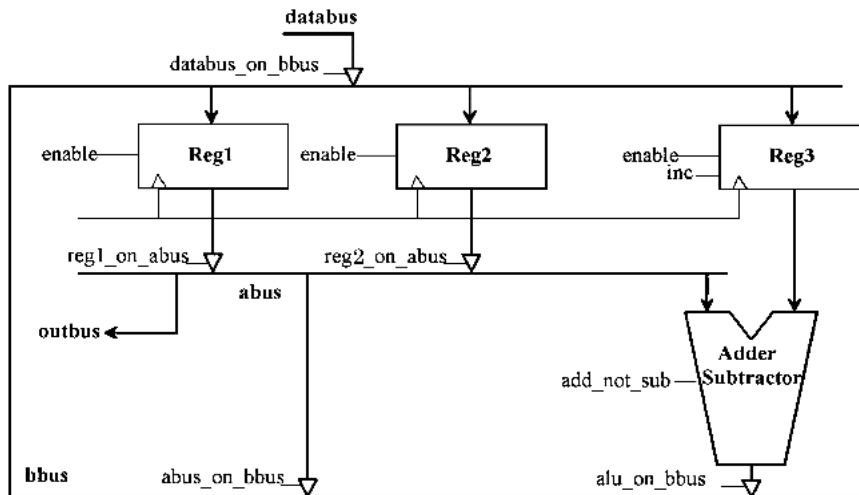 databus
databus_on_bbus
enable
Reg1
enable
Reg2
enable
inc
Reg3
reg1_on_abus
reg2_on_abus
abus
outbus
Adder
Subtractor
add_not_sub
bbus
abus_on_bbus
alu_on_bbus